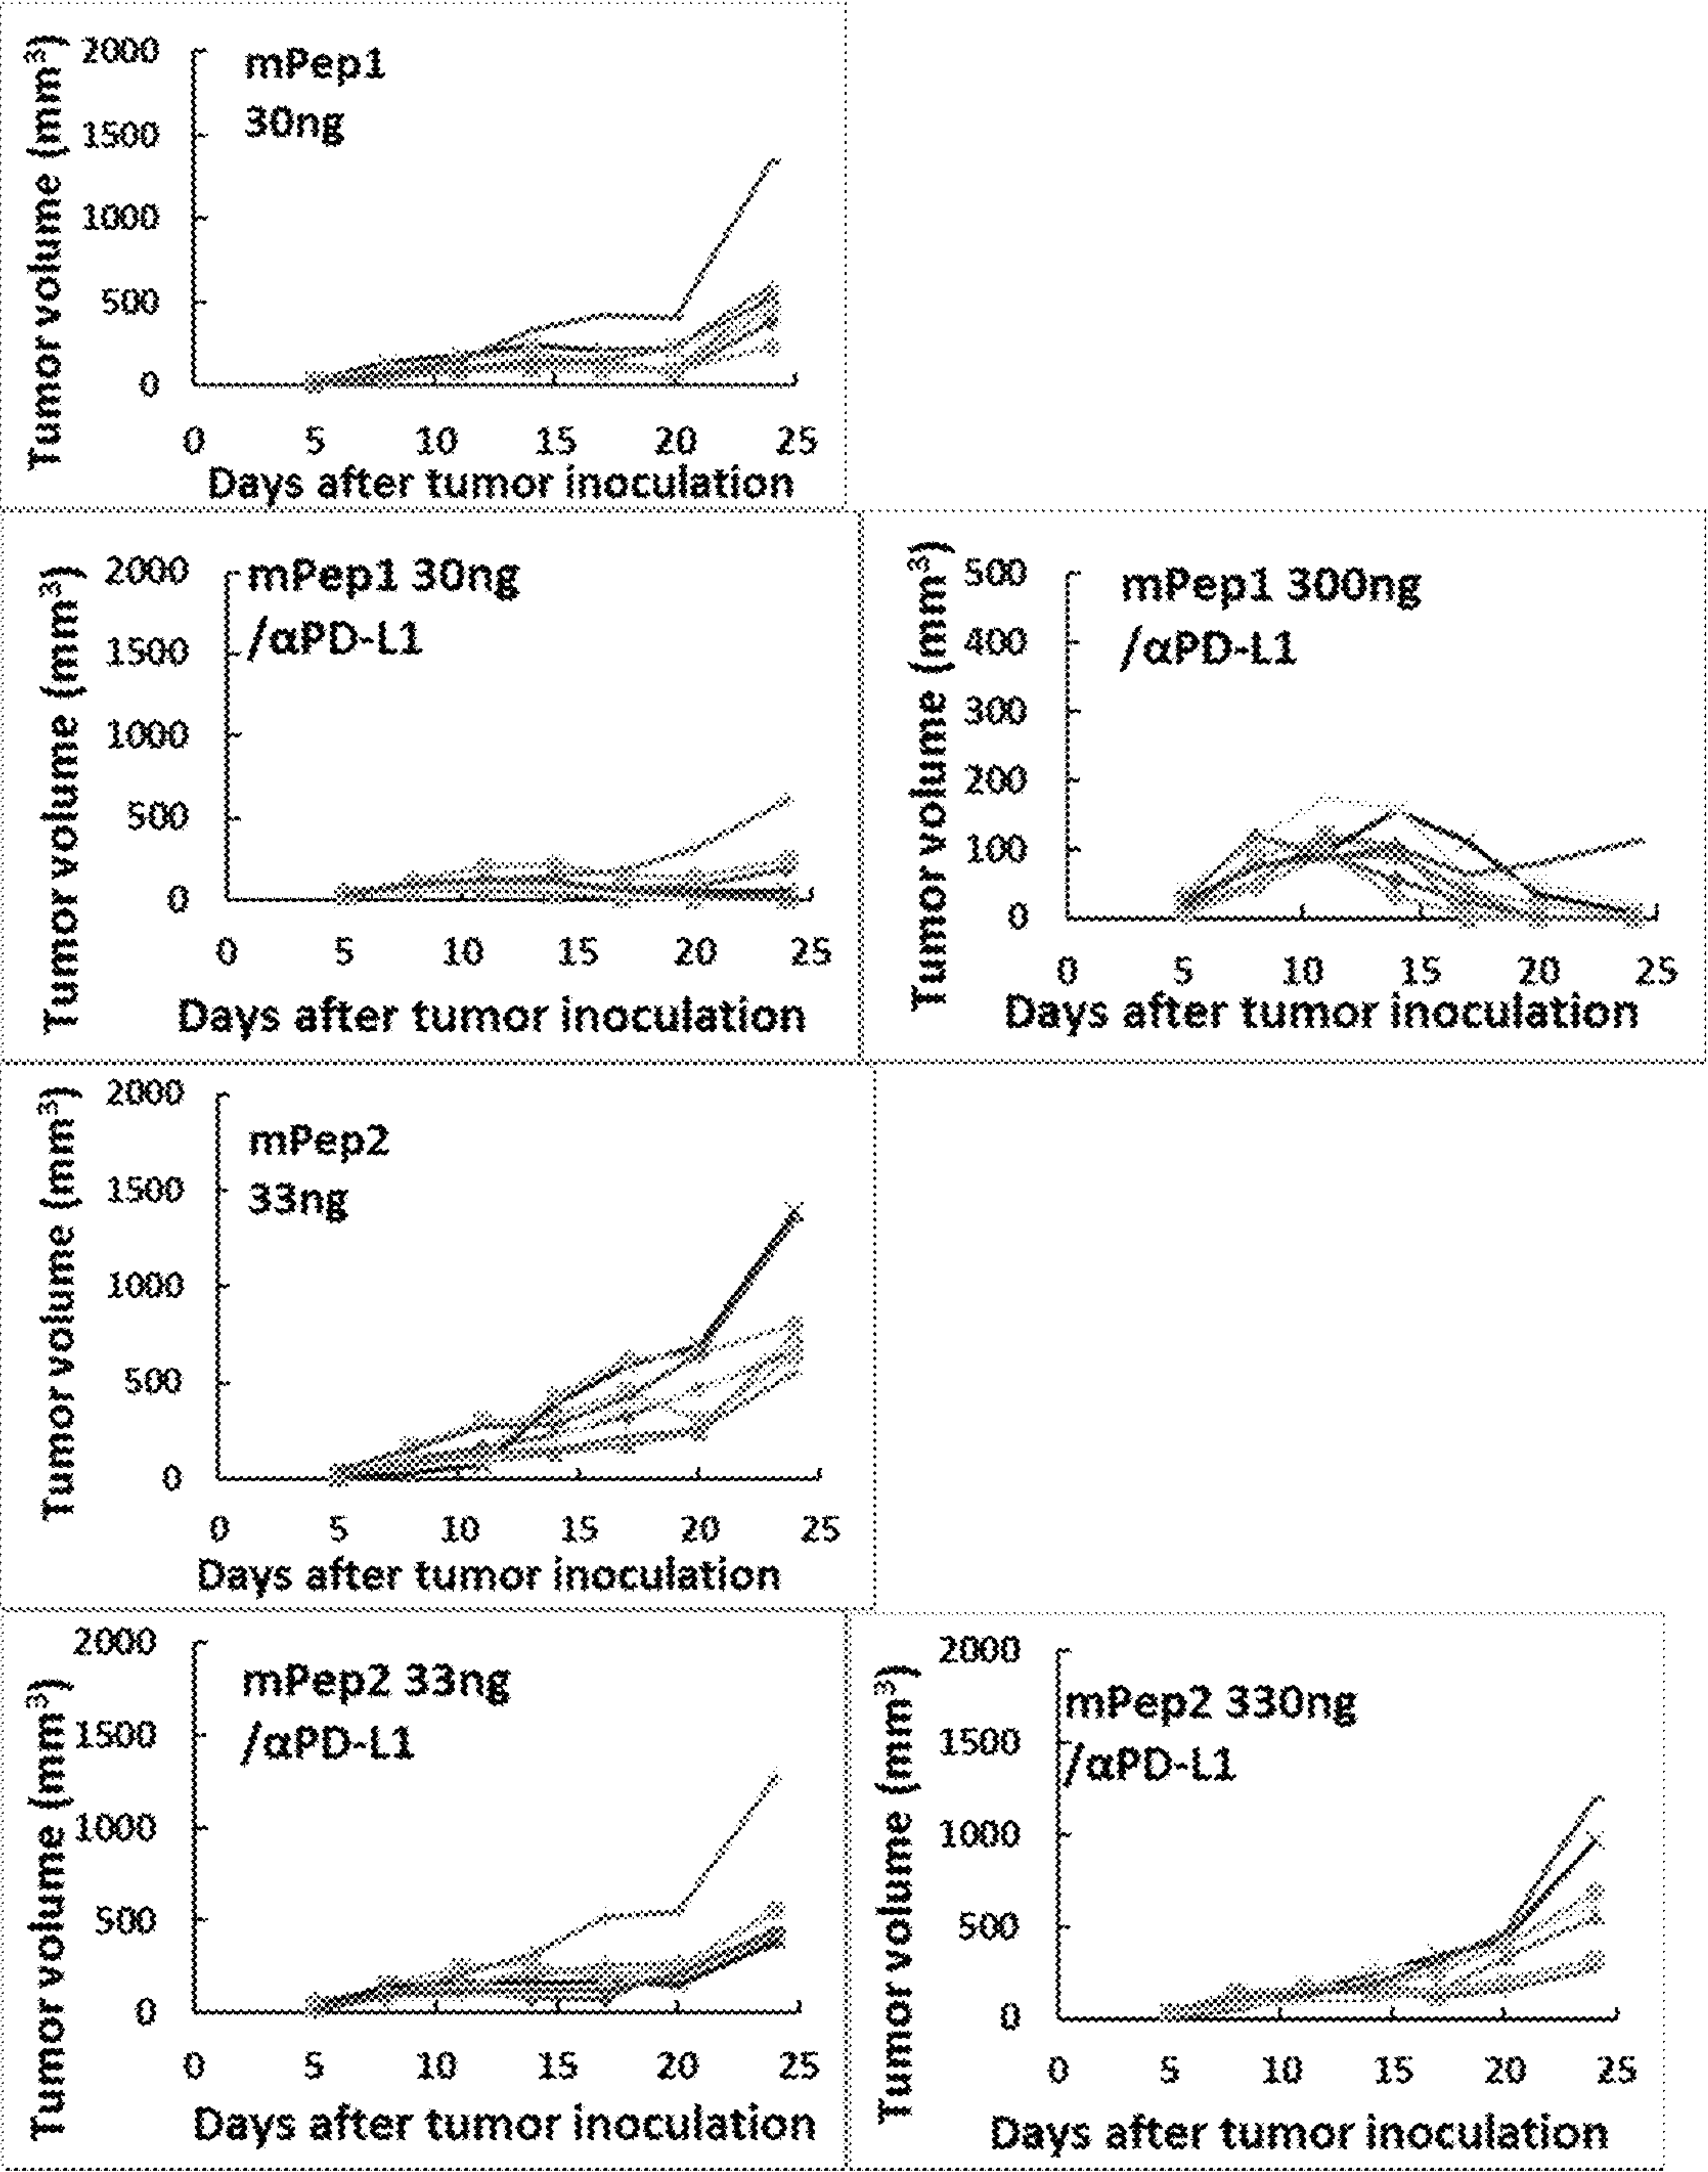 mPep1
30ng
Tumor volume (mm³)
2000
1500
1000
500
0
0 5 10 15 20 25
Days after tumor inoculation
mPep1 30ng
/αPD-L1
Tumor volume (mm³)
2000
1500
1000
500
0
0 5 10 15 20 25
Days after tumor inoculation
mPep1 300ng
/αPD-L1
Tumor volume (mm³)
500
400
300
200
100
0
0 5 10 15 20 25
Days after tumor inoculation
mPep2
33ng
Tumor volume (mm³)
2000
1500
1000
500
0
0 5 10 15 20 25
Days after tumor inoculation
mPep2 33ng
/αPD-L1
Tumor volume (mm³)
2000
1500
1000
500
0
0 5 10 15 20 25
Days after tumor inoculation
mPep2 330ng
/αPD-L1
Tumor volume (mm³)
2000
1500
1000
500
0
0 5 10 15 20 25
Days after tumor inoculation